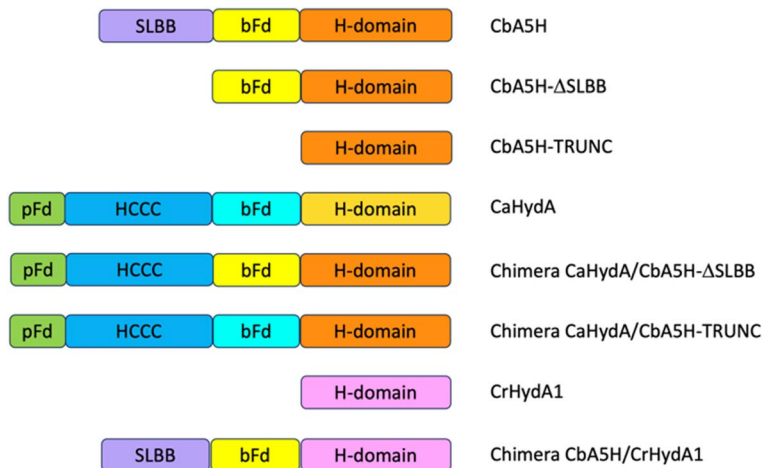 SLBB bFd H-domain CbA5H
bFd H-domain CbA5H-ΔSLBB
H-domain CbA5H-TRUNC
pFd HCCC bFd H-domain CaHydA
pFd HCCC bFd H-domain Chimera CaHydA/CbA5H-ΔSLBB
pFd HCCC bFd H-domain Chimera CaHydA/CbA5H-TRUNC
H-domain CrHydA1
SLBB bFd H-domain Chimera CbA5H/CrHydA1